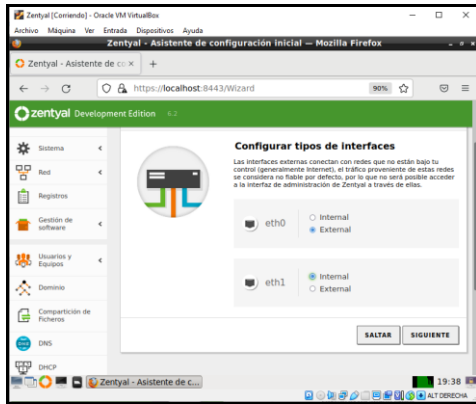 Zentyal [Corriendo] - Oracle VM VirtualBox
Archivo Máquina Ver Entrada Dispositivos Ayuda
Zentyal - Asistente de configuración inicial — Mozilla Firefox
Zentyal - Asistente de co
https://localhost:8443/Wizard
90%
zentyal Development Edition 6.2
Sistema
Red
Registros
Gestión de
software
Usuarios y
Equipos
Dominio
Compartición de
Ficheros
DNS
DHCP
Configurar tipos de interfaces
Las interfaces externas conectan con redes que no están bajo tu
control (generalmente Internet), el tráfico proveniente de estas redes
se considera no fiable por defecto, por lo que no será posible acceder
a la interfaz de administración de Zentyal a través de ellas.
eth0
Internal
External
eth1
Internal
External
SALTAR
SIGUIENTE
Zentyal - Asistente de c...
19:38
ALT DERECHA